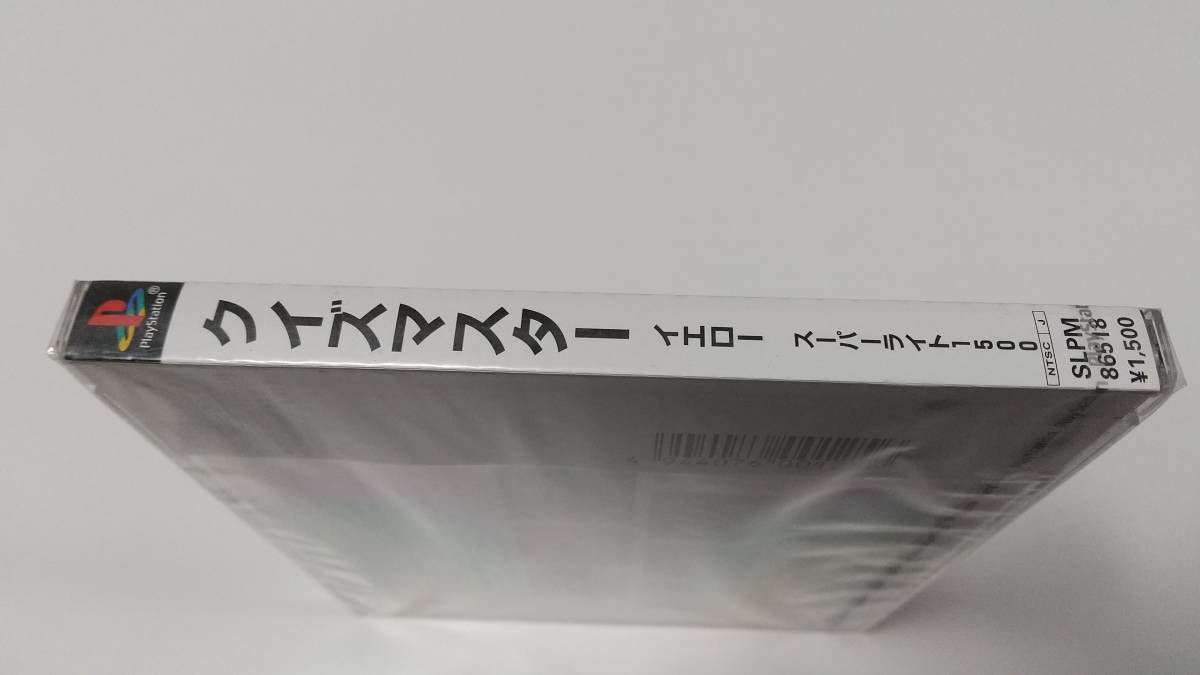 PlayStation®
クイズマスター イエロー スーパーライト1500
NTSC J
SLPM
86518
¥1,500